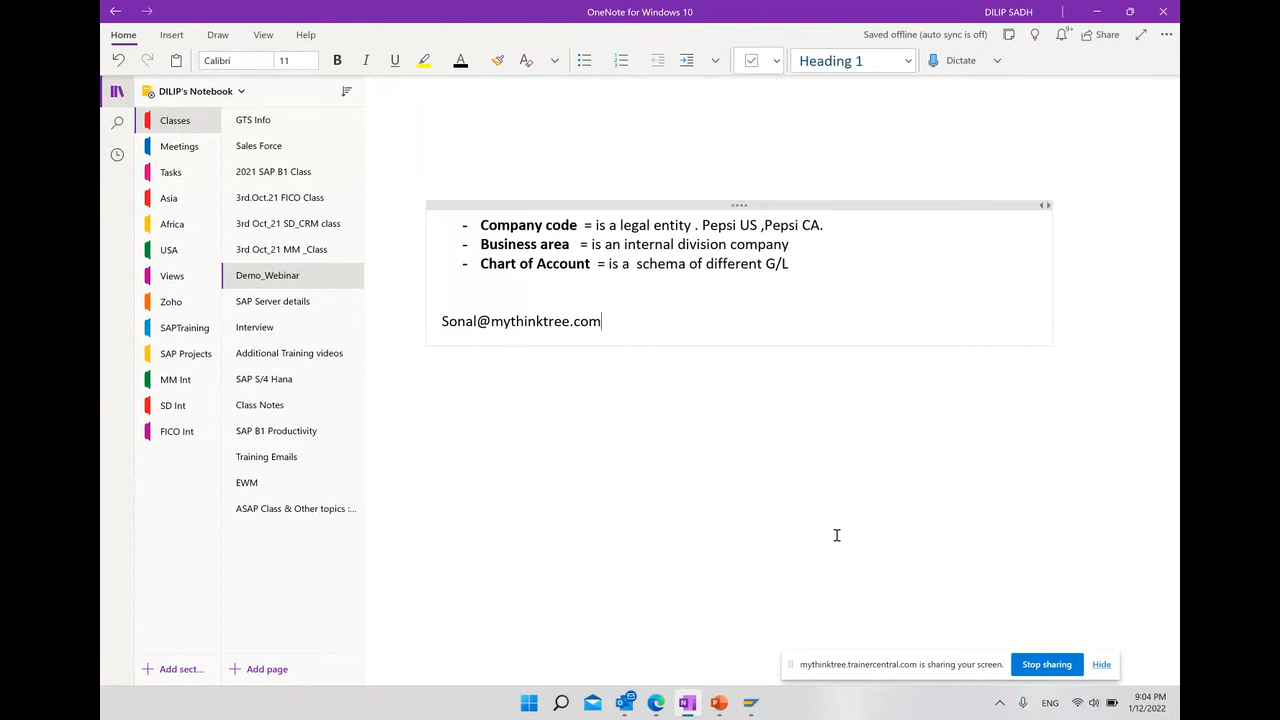 OneNote for Windows 10
DILIP SADH
Home
Insert
Draw
View
Help
Saved offline (auto sync is off)
9+
Share
Calibri
11
B
I
U
A
Heading 1
Dictate
DILIP's Notebook
Classes
Meetings
Tasks
Asia
Africa
USA
Views
Zoho
SAPTraining
SAP Projects
MM Int
SD Int
FICO Int
GTS Info
Sales Force
2021 SAP B1 Class
3rd.Oct.21 FICO Class
3rd Oct_21 SD_CRM class
3rd Oct_21 MM _Class
Demo_Webinar
SAP Server details
Interview
Additional Training videos
SAP S/4 Hana
Class Notes
SAP B1 Productivity
Training Emails
EWM
ASAP Class & Other topics :...
- Company code = is a legal entity . Pepsi US ,Pepsi CA.
- Business area = is an internal division company
- Chart of Account = is a schema of different G/L
Sonal@mythinktree.com
+ Add sect...
+ Add page
mythinktree.trainercentral.com is sharing your screen.
Stop sharing
Hide
ENG
9:04 PM
1/12/2022